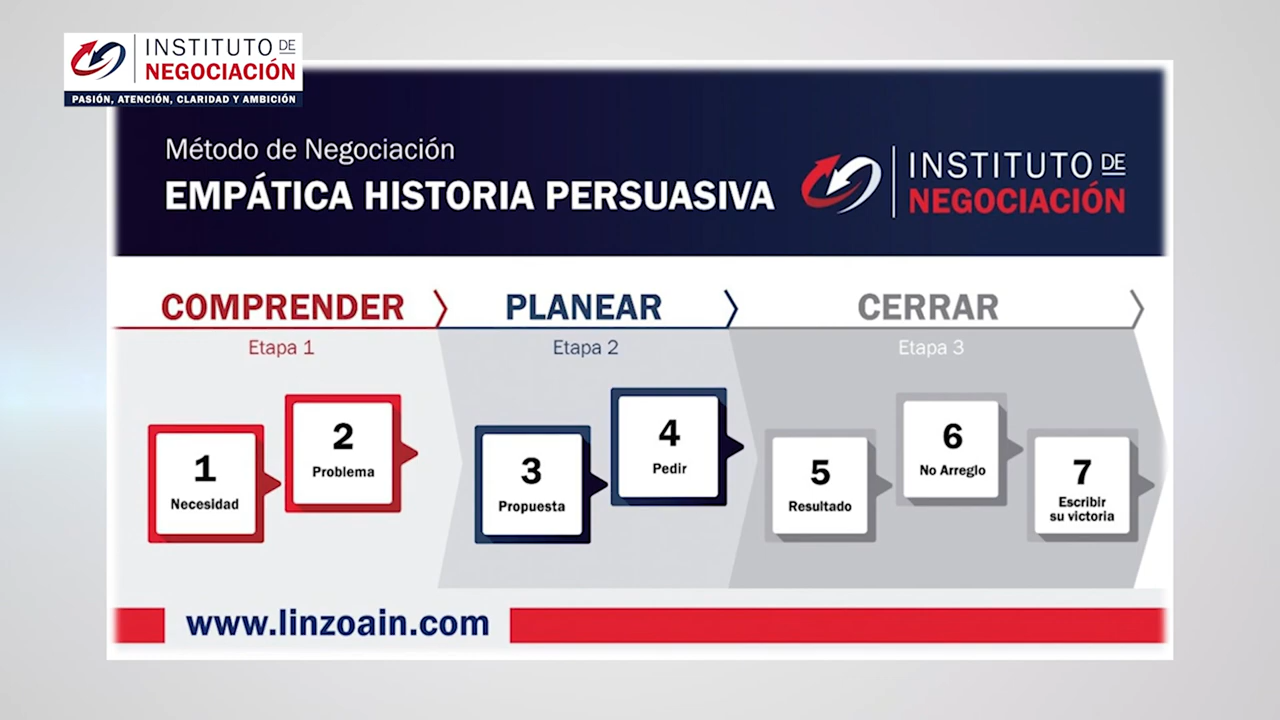 INSTITUTO DE
NEGOCIACIÓN
PASIÓN, ATENCIÓN, CLARIDAD Y AMBICIÓN
Método de Negociación
EMPÁTICA HISTORIA PERSUASIVA
INSTITUTO DE
NEGOCIACIÓN
COMPRENDER
Etapa 1
PLANEAR
Etapa 2
CERRAR
Etapa 3
1
Necesidad
2
Problema
3
Propuesta
4
Pedir
5
Resultado
6
No Arreglo
7
Escribir
su victoria
www.linzoain.com